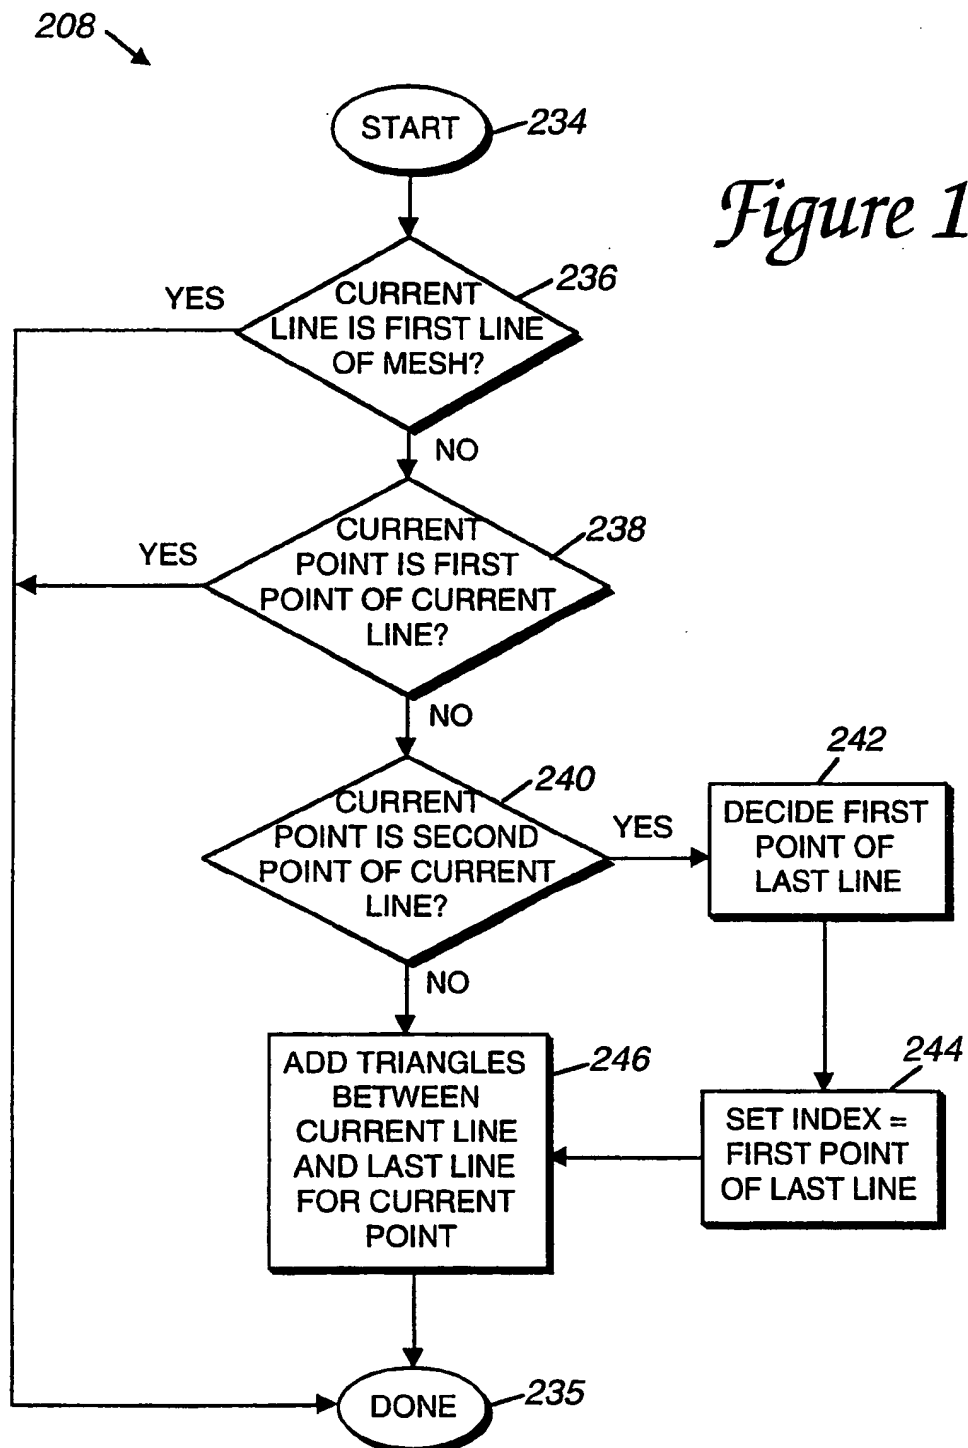 208
START
234
Figure 1
236
YES
CURRENT
LINE IS FIRST LINE
OF MESH?
NO
238
YES
CURRENT
POINT IS FIRST
POINT OF CURRENT
LINE?
NO
240
CURRENT
POINT IS SECOND
POINT OF CURRENT
LINE?
YES
242
DECIDE FIRST
POINT OF
LAST LINE
NO
244
SET INDEX =
FIRST POINT
OF LAST LINE
246
ADD TRIANGLES
BETWEEN
CURRENT LINE
AND LAST LINE
FOR CURRENT
POINT
DONE
235